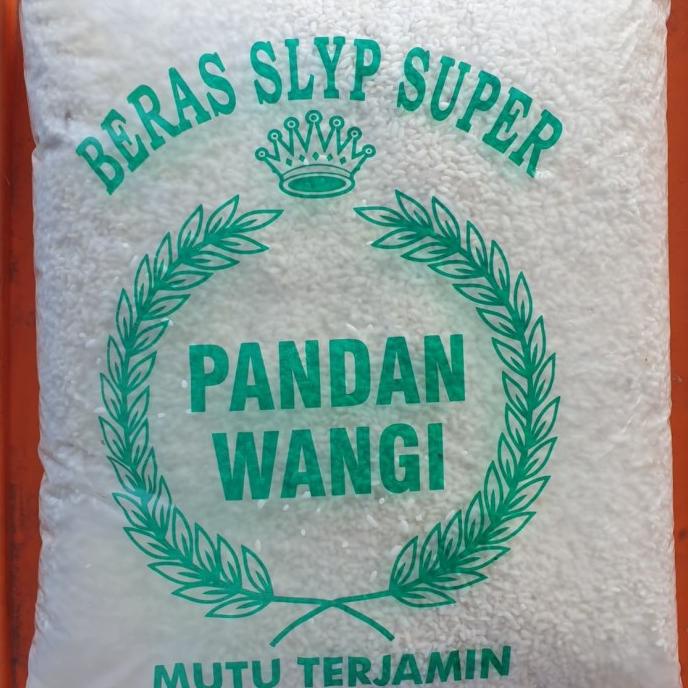 BERAS SLYP SUPER
PANDAN
WANGI
MUTU TERJAMIN